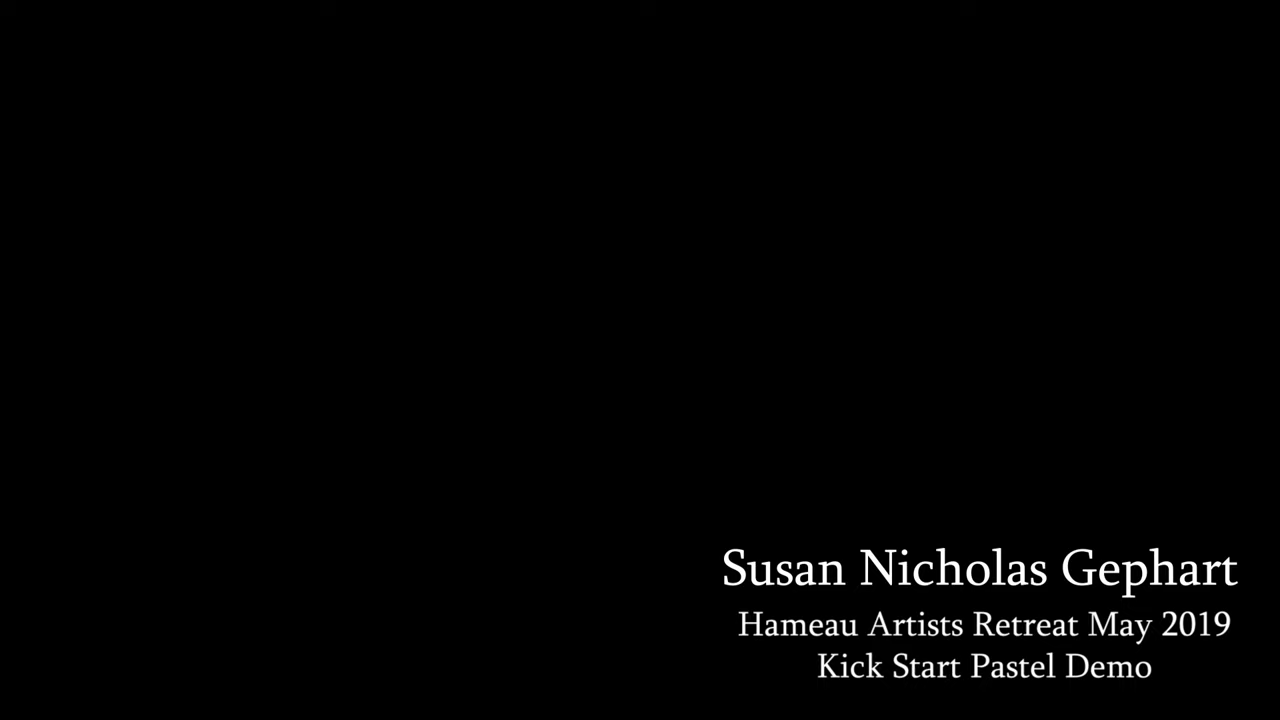 Susan Nicholas Gephart
Hameau Artists Retreat May 2019
Kick Start Pastel Demo